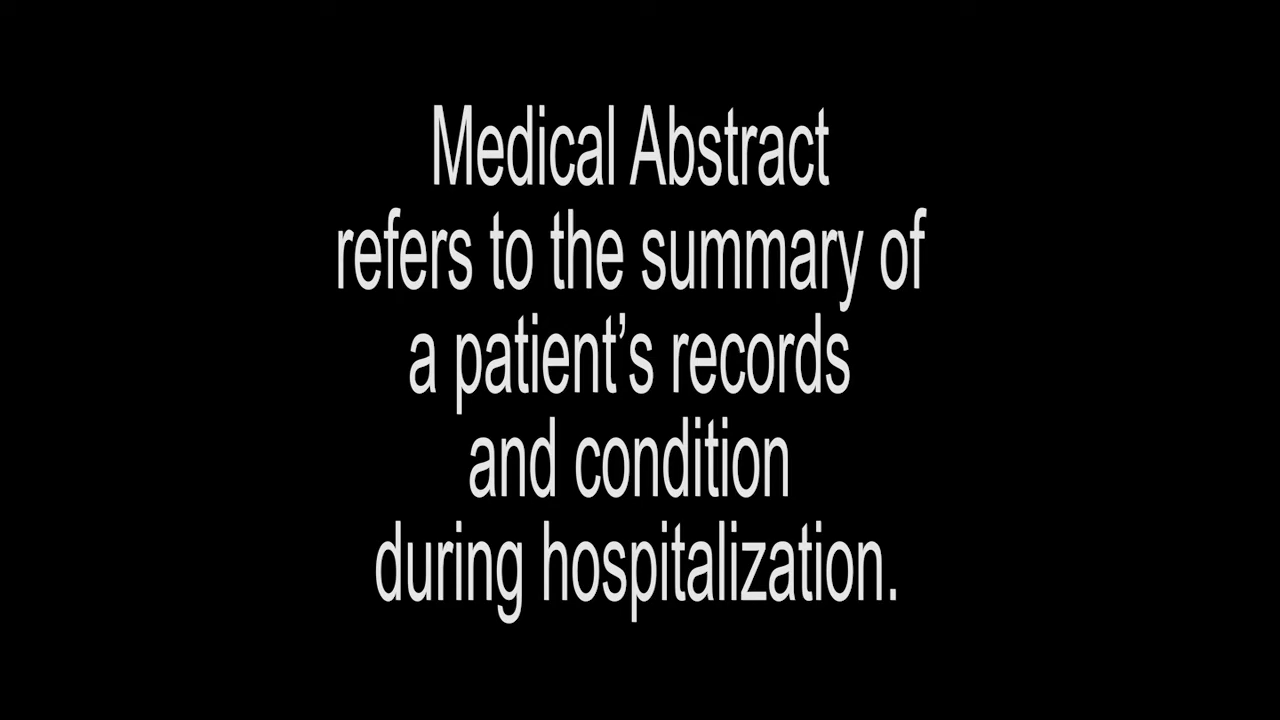 Medical Abstract
refers to the summary of
a patient’s records
and condition
during hospitalization.